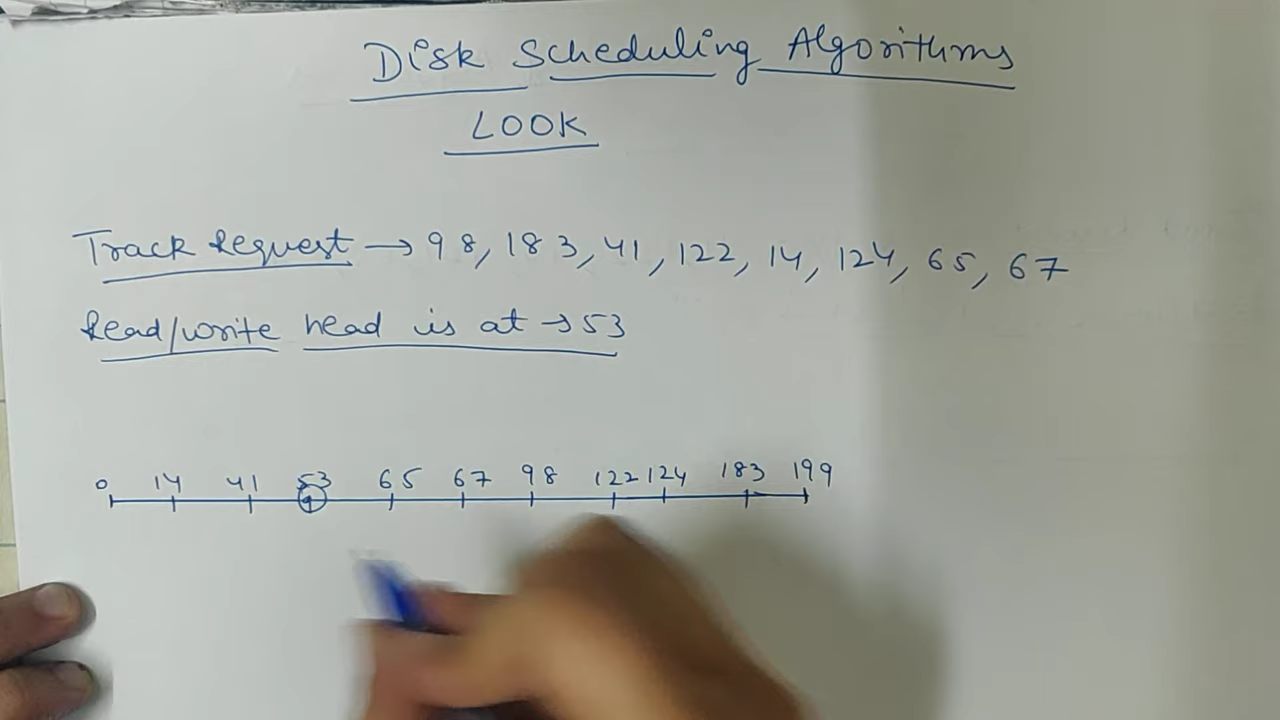 Disk Scheduling Algorithms
LOOK
Track Request → 98, 183, 41, 122, 14, 124, 65, 67
Read/write head is at → 53
0 14 41 53 65 67 98 122 124 183 199